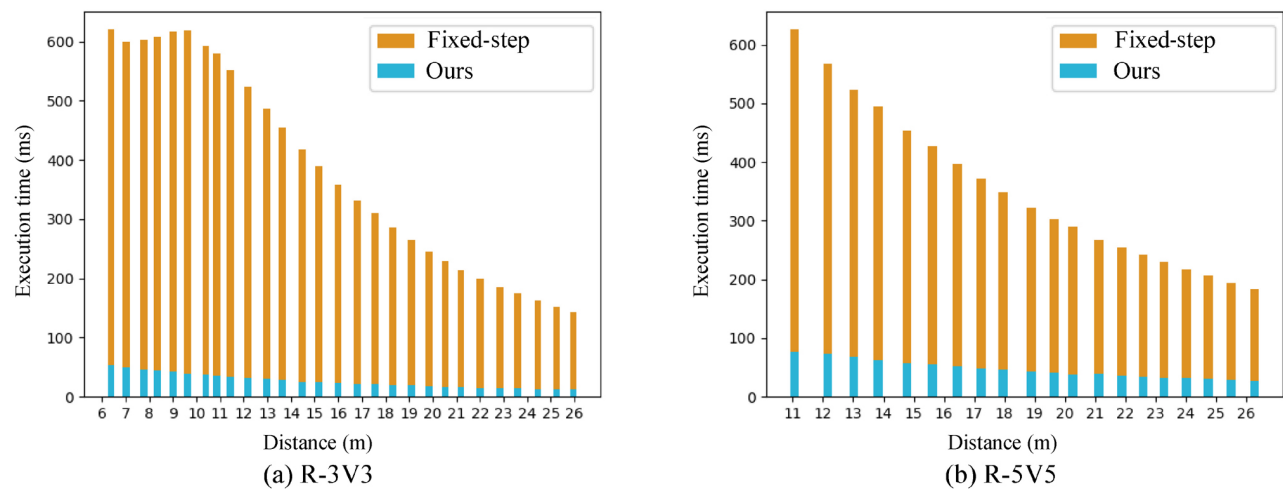 Fixed-step
Ours
600
500
400
300
200
100
0
Execution time (ms)
6 7 8 9 10 11 12 13 14 15 16 17 18 19 20 21 22 23 24 25 26
Distance (m)
(a) R-3V3
Fixed-step
Ours
600
500
400
300
200
100
0
Execution time (ms)
11 12 13 14 15 16 17 18 19 20 21 22 23 24 25 26
Distance (m)
(b) R-5V5